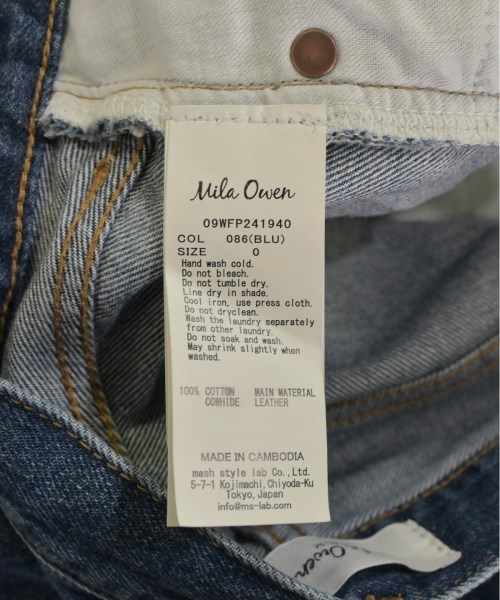 Mila Owen
09WFP241940
COL 086(BLU)
SIZE 0
Hand wash cold.
Do not bleach.
Do not tumble dry.
Line dry in shade.
Cool iron, use press cloth.
Do not dryclean.
Wash the laundry separately
from other laundry.
Do not soak and wash.
May shrink slightly when
washed.
100% COTTON MAIN MATERIAL
COWHIDE LEATHER
MADE IN CAMBODIA
mash style lab Co., Ltd.
5-7-1 Kojimachi, Chiyoda-Ku
Tokyo, Japan
info@ms-lab.com
Owen